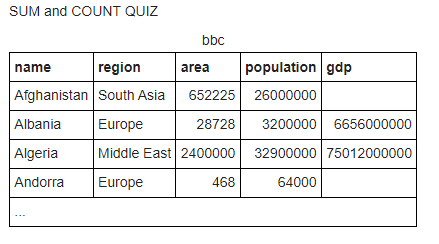 SUM and COUNT QUIZ
bbc
name region area population gdp
Afghanistan South Asia 652225 26000000
Albania Europe 28728 3200000 6656000000
Algeria Middle East 2400000 32900000 75012000000
Andorra Europe 468 64000
...